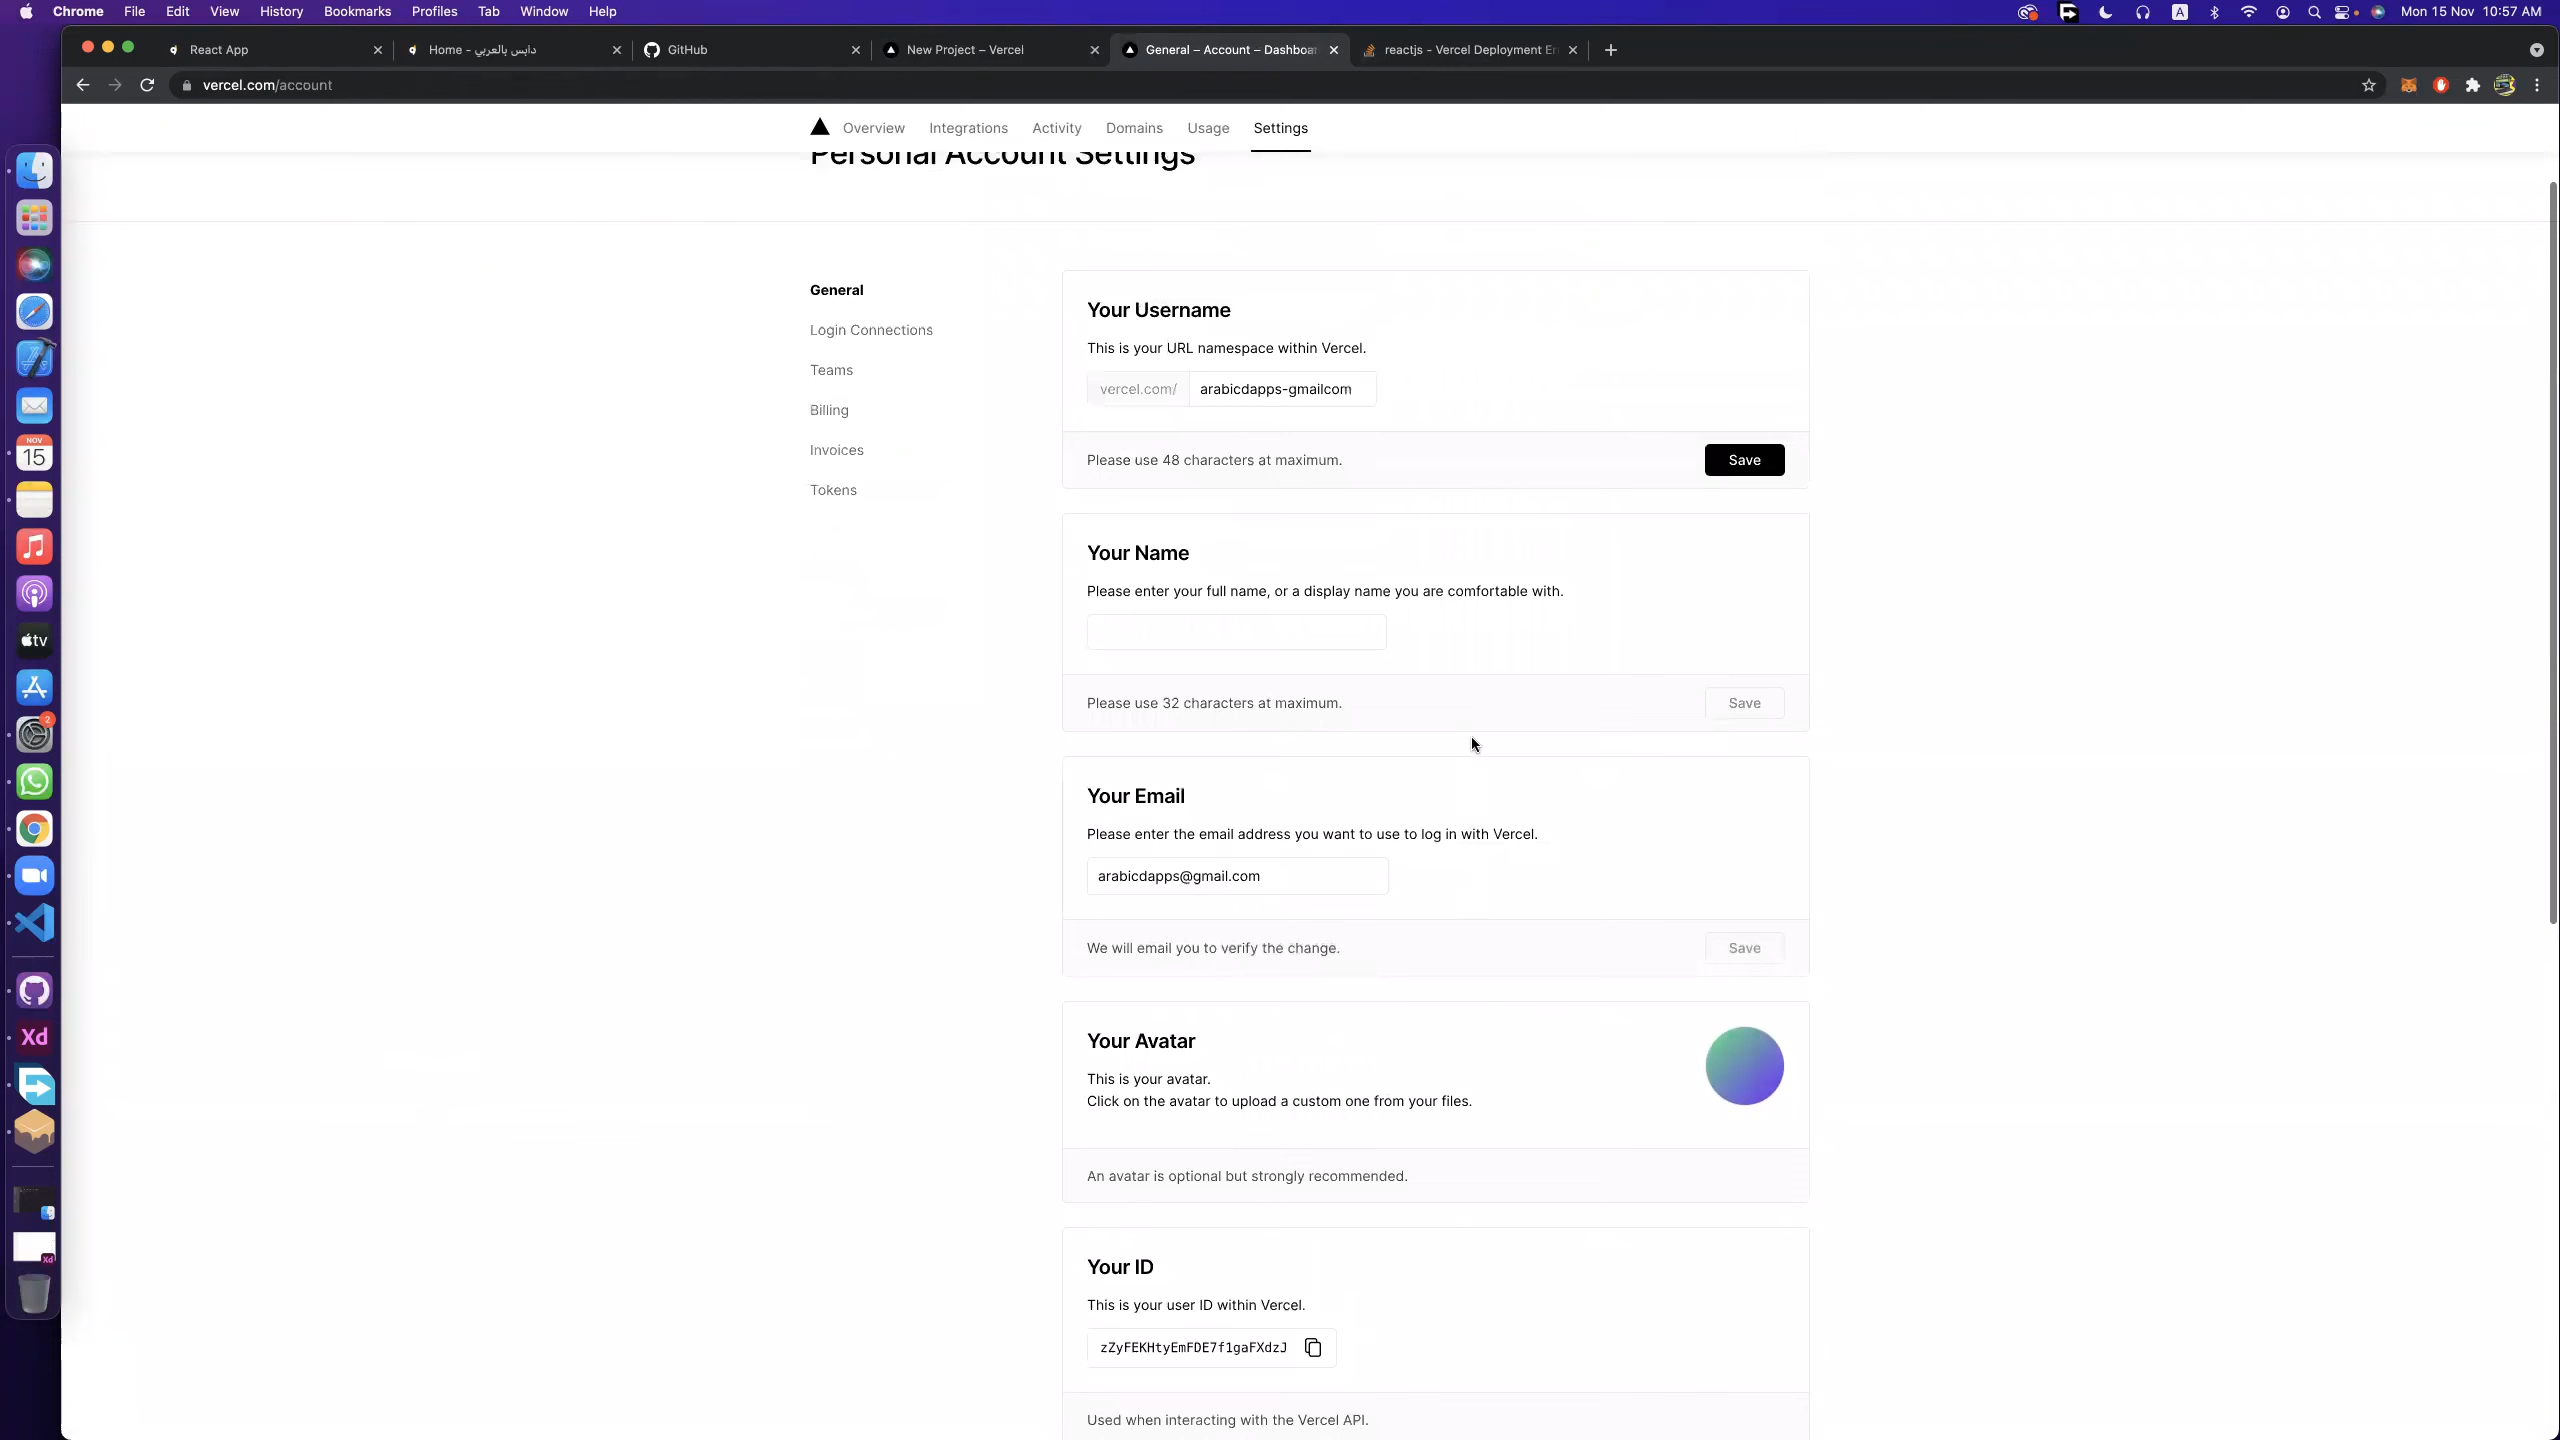 Chrome File Edit View History Bookmarks Profiles Tab Window Help
A
Mon 15 Nov 10:57 AM
React App
Home - دابس بالعربي
GitHub
New Project – Vercel
General – Account – Dashboar
reactjs - Vercel Deployment Er
vercel.com/account
Overview Integrations Activity Domains Usage Settings
Personal Account Settings
General
Login Connections
Teams
Billing
Invoices
Tokens
Your Username
This is your URL namespace within Vercel.
vercel.com/ arabicdapps-gmailcom
Please use 48 characters at maximum.
Save
Your Name
Please enter your full name, or a display name you are comfortable with.
Please use 32 characters at maximum.
Save
Your Email
Please enter the email address you want to use to log in with Vercel.
arabicdapps@gmail.com
We will email you to verify the change.
Save
Your Avatar
This is your avatar.
Click on the avatar to upload a custom one from your files.
An avatar is optional but strongly recommended.
Your ID
This is your user ID within Vercel.
zZyFEKHtyEmFDE7f1gaFXdzJ
Used when interacting with the Vercel API.
NOV
15
tv
2
Xd
Xd